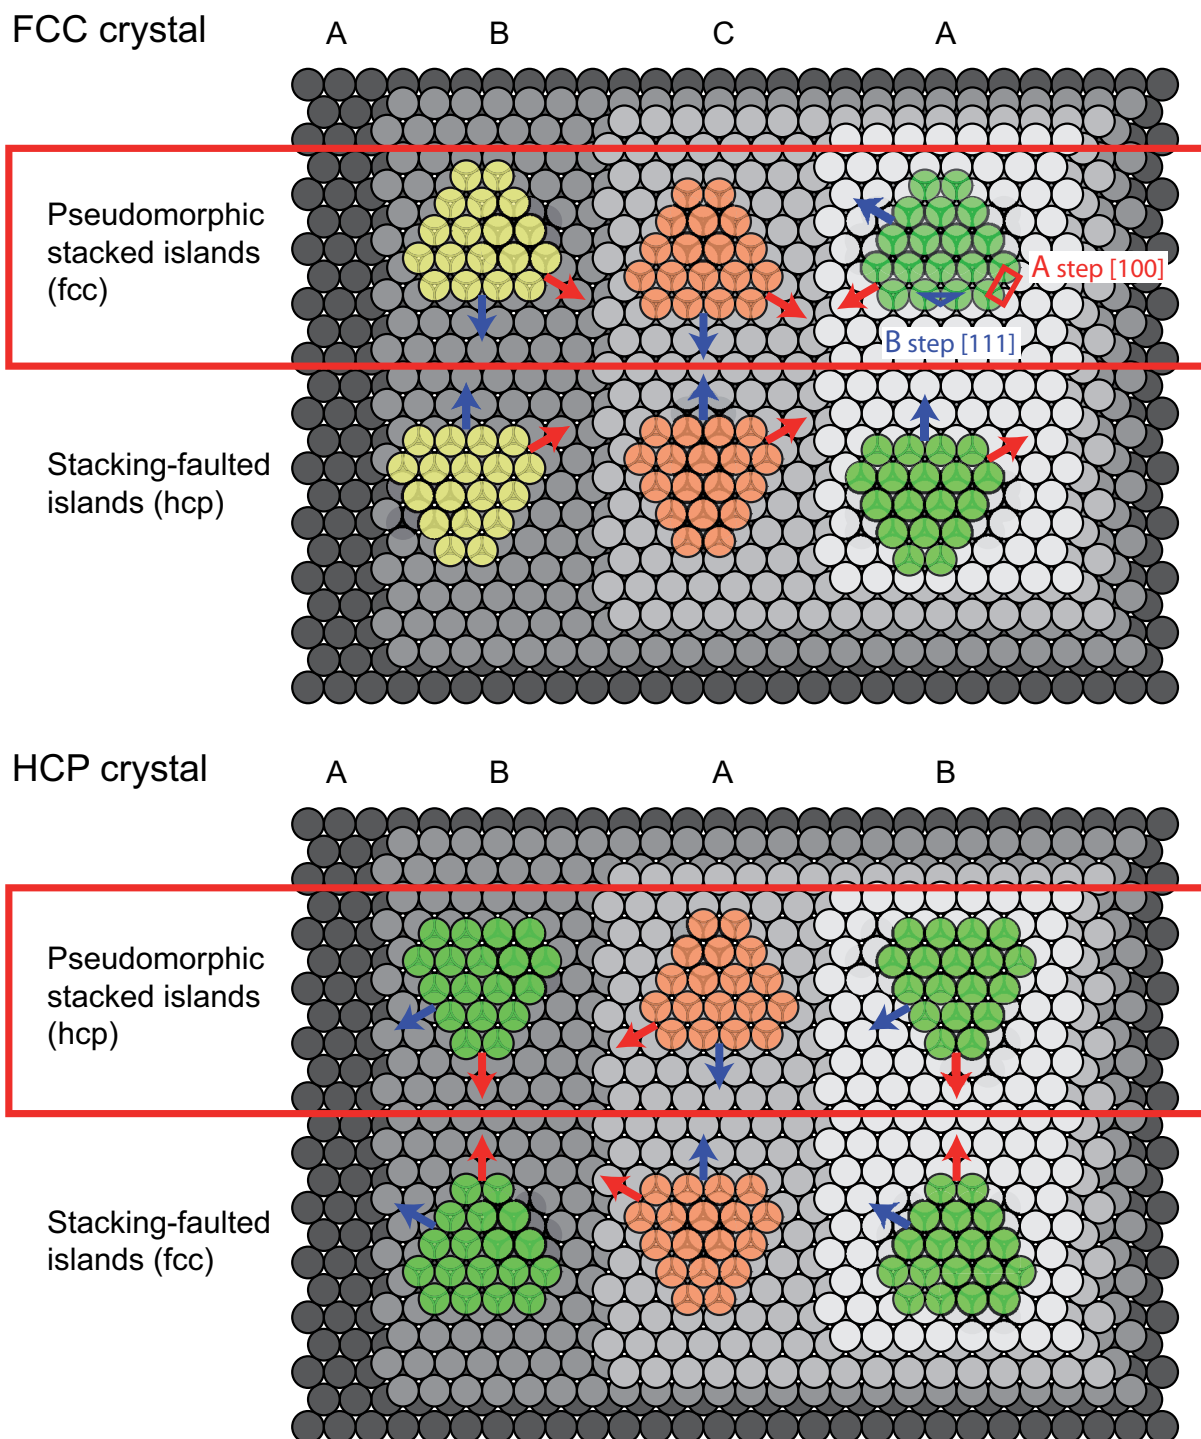 FCC crystal
A B C A
Pseudomorphic
stacked islands
(fcc)
A step [100]
B step [111]
Stacking-faulted
islands (hcp)
HCP crystal
A B A B
Pseudomorphic
stacked islands
(hcp)
Stacking-faulted
islands (fcc)